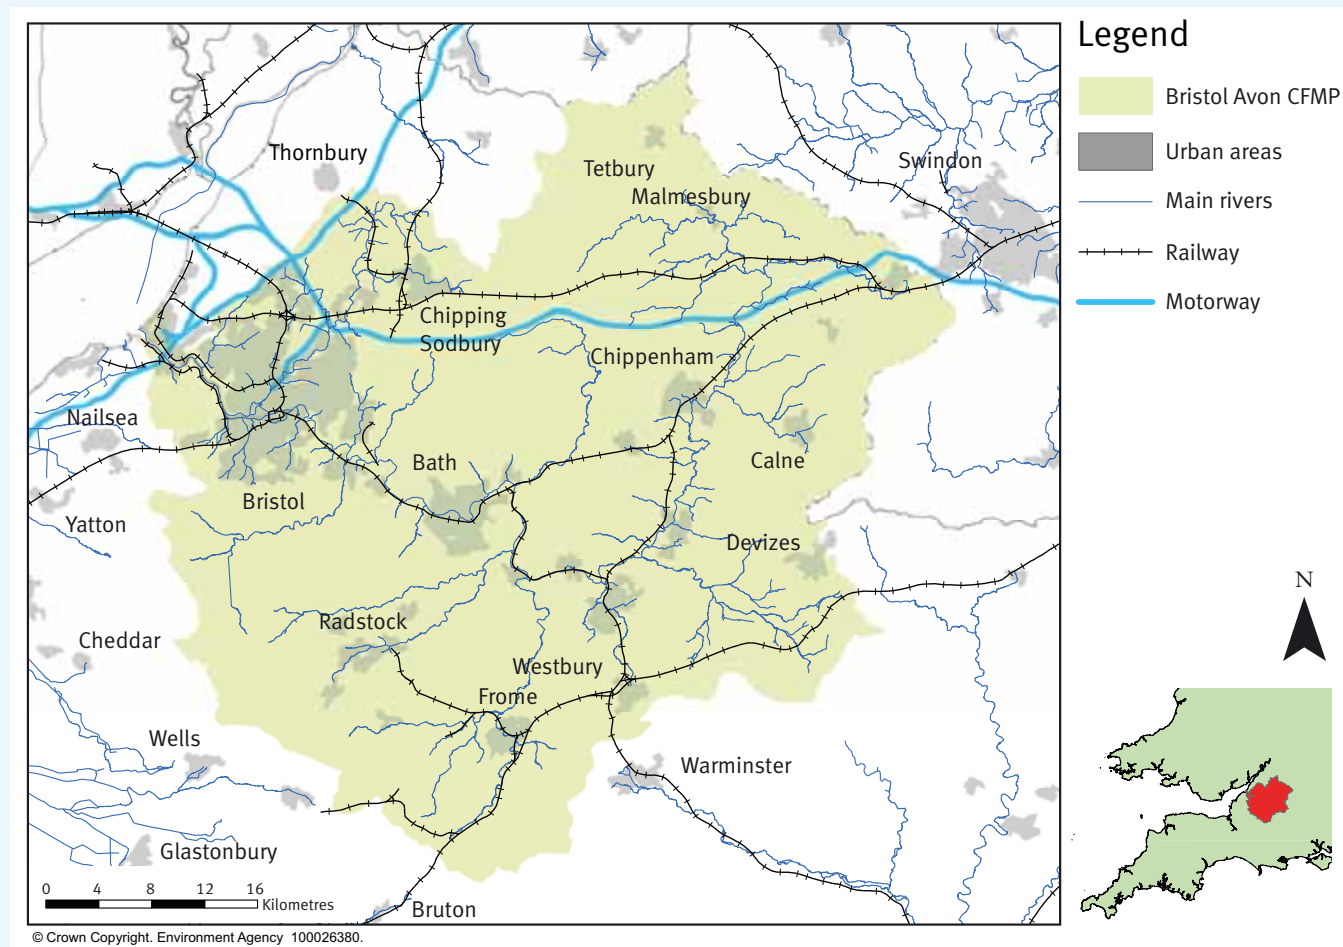 Legend
Bristol Avon CFMP
Urban areas
Main rivers
Railway
Motorway
Thornbury
Tetbury
Malmesbury
Swindon
Chipping
Sodbury
Chippenham
Nailsea
Bath
Calne
Bristol
Yatton
Devizes
Radstock
Cheddar
Westbury
Frome
Wells
Warminster
Glastonbury
Bruton
0 4 8 12 16
Kilometres
N
© Crown Copyright. Environment Agency 100026380.